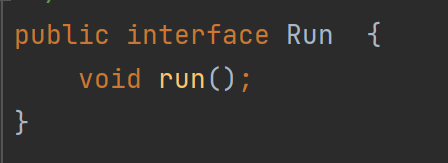 public interface Run  {
    void run();
}